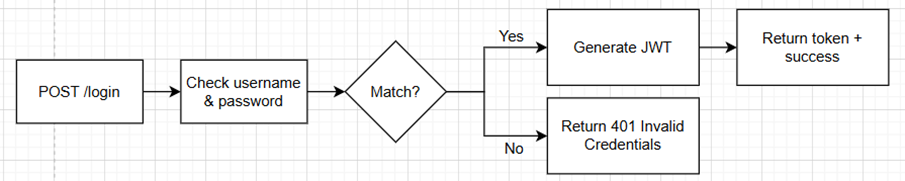 POST /login
Check username
& password
Match?
Yes
Generate JWT
Return token +
success
No
Return 401 Invalid
Credentials